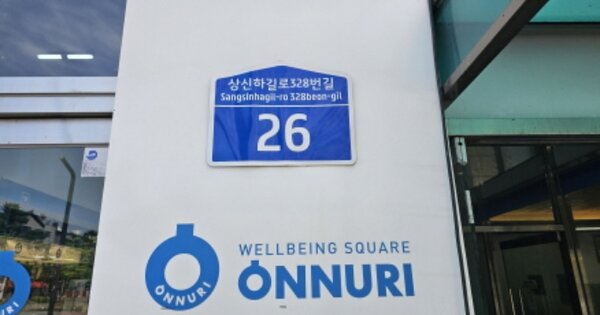 상신하길로328번길
Sangsinhagil-ro 328beon-gil
26
WELLBEING SQUARE
ONNURI
ONNURI